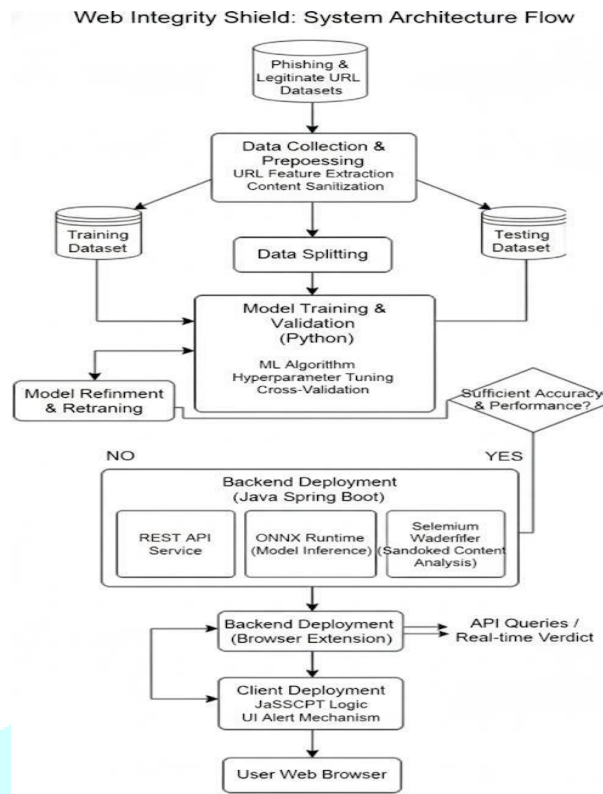 Web Integrity Shield: System Architecture Flow
Phishing &
Legitinate URL
Datasets
Data Collection &
Prepoessing
URL Feature Extraction
Content Sanitization
Training
Dataset
Testing
Dataset
Data Splitting
Model Training &
Validation
(Python)
ML Algorithm
Hyperparameter Tuning
Cross-Validation
Model Refinment
& Retraning
Sufficient Accuracy
& Performance?
NO
YES
Backend Deployment
(Java Spring Boot)
REST API
Service
ONNX Runtime
(Model Inference)
Selemium
Waderfifer
(Sandoked Content
Analysis)
Backend Deployment
(Browser Extension)
API Queries /
Real-time Verdict
Client Deployment
JaSSCPT Logic
UI Alert Mechanism
User Web Browser